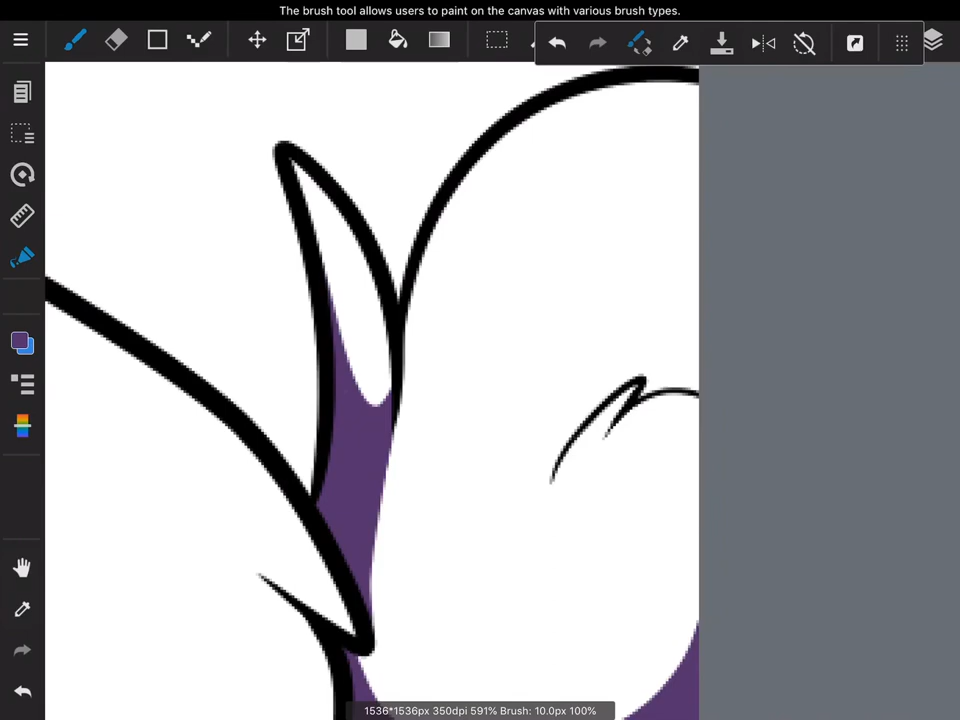 The brush tool allows users to paint on the canvas with various brush types.
1536*1536px 350dpi 591% Brush: 10.0px 100%